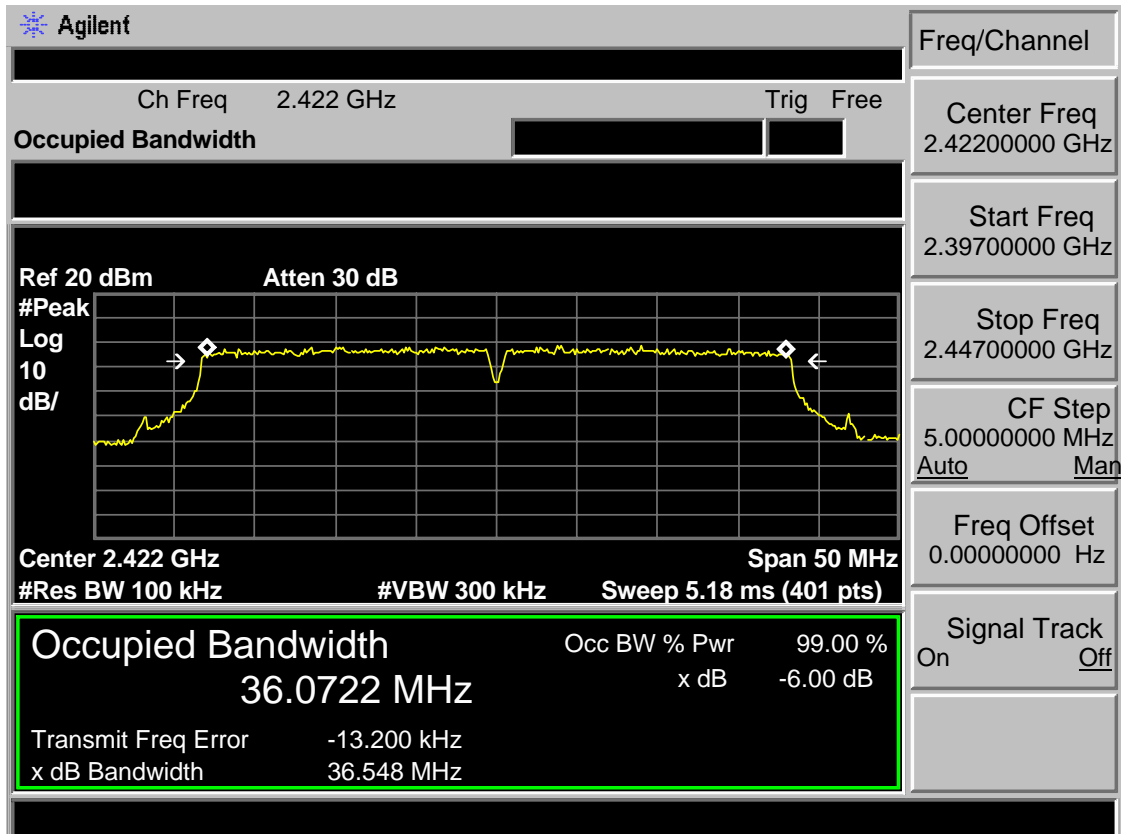 Agilent
Freq/Channel
Ch Freq 2.422 GHz Trig Free
Occupied Bandwidth
Center Freq
2.42200000 GHz
Start Freq
2.39700000 GHz
Ref 20 dBm Atten 30 dB
#Peak
Log
10
dB/
Stop Freq
2.44700000 GHz
CF Step
5.00000000 MHz
Auto Man
Freq Offset
0.00000000 Hz
Center 2.422 GHz Span 50 MHz
#Res BW 100 kHz #VBW 300 kHz Sweep 5.18 ms (401 pts)
Signal Track
On Off
Occupied Bandwidth
36.0722 MHz
Occ BW % Pwr 99.00 %
x dB -6.00 dB
Transmit Freq Error -13.200 kHz
x dB Bandwidth 36.548 MHz